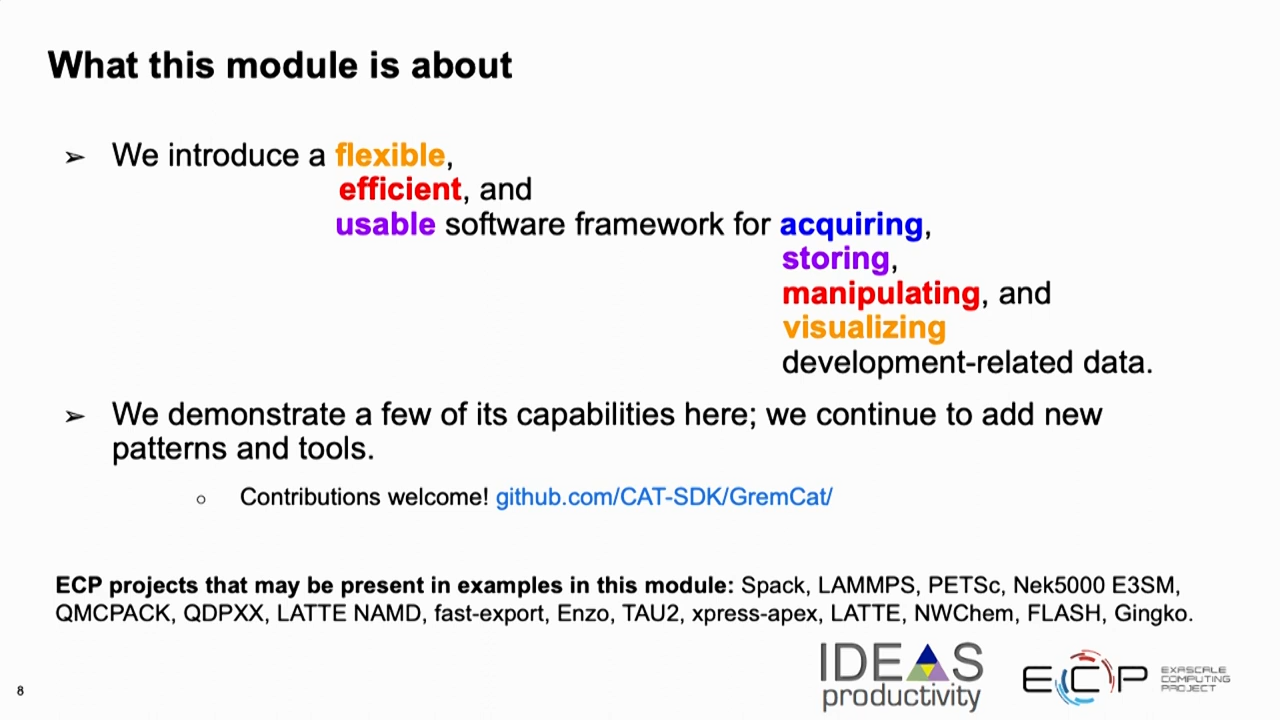 What this module is about
➢ We introduce a flexible,
efficient, and
usable software framework for acquiring,
storing,
manipulating, and
visualizing
development-related data.
➢ We demonstrate a few of its capabilities here; we continue to add new
patterns and tools.
○ Contributions welcome! github.com/CAT-SDK/GremCat/
ECP projects that may be present in examples in this module: Spack, LAMMPS, PETSc, Nek5000 E3SM,
QMCPACK, QDPXX, LATTE NAMD, fast-export, Enzo, TAU2, xpress-apex, LATTE, NWChem, FLASH, Gingko.
IDEAS
productivity
ECP
EXASCALE
COMPUTING
PROJECT
8